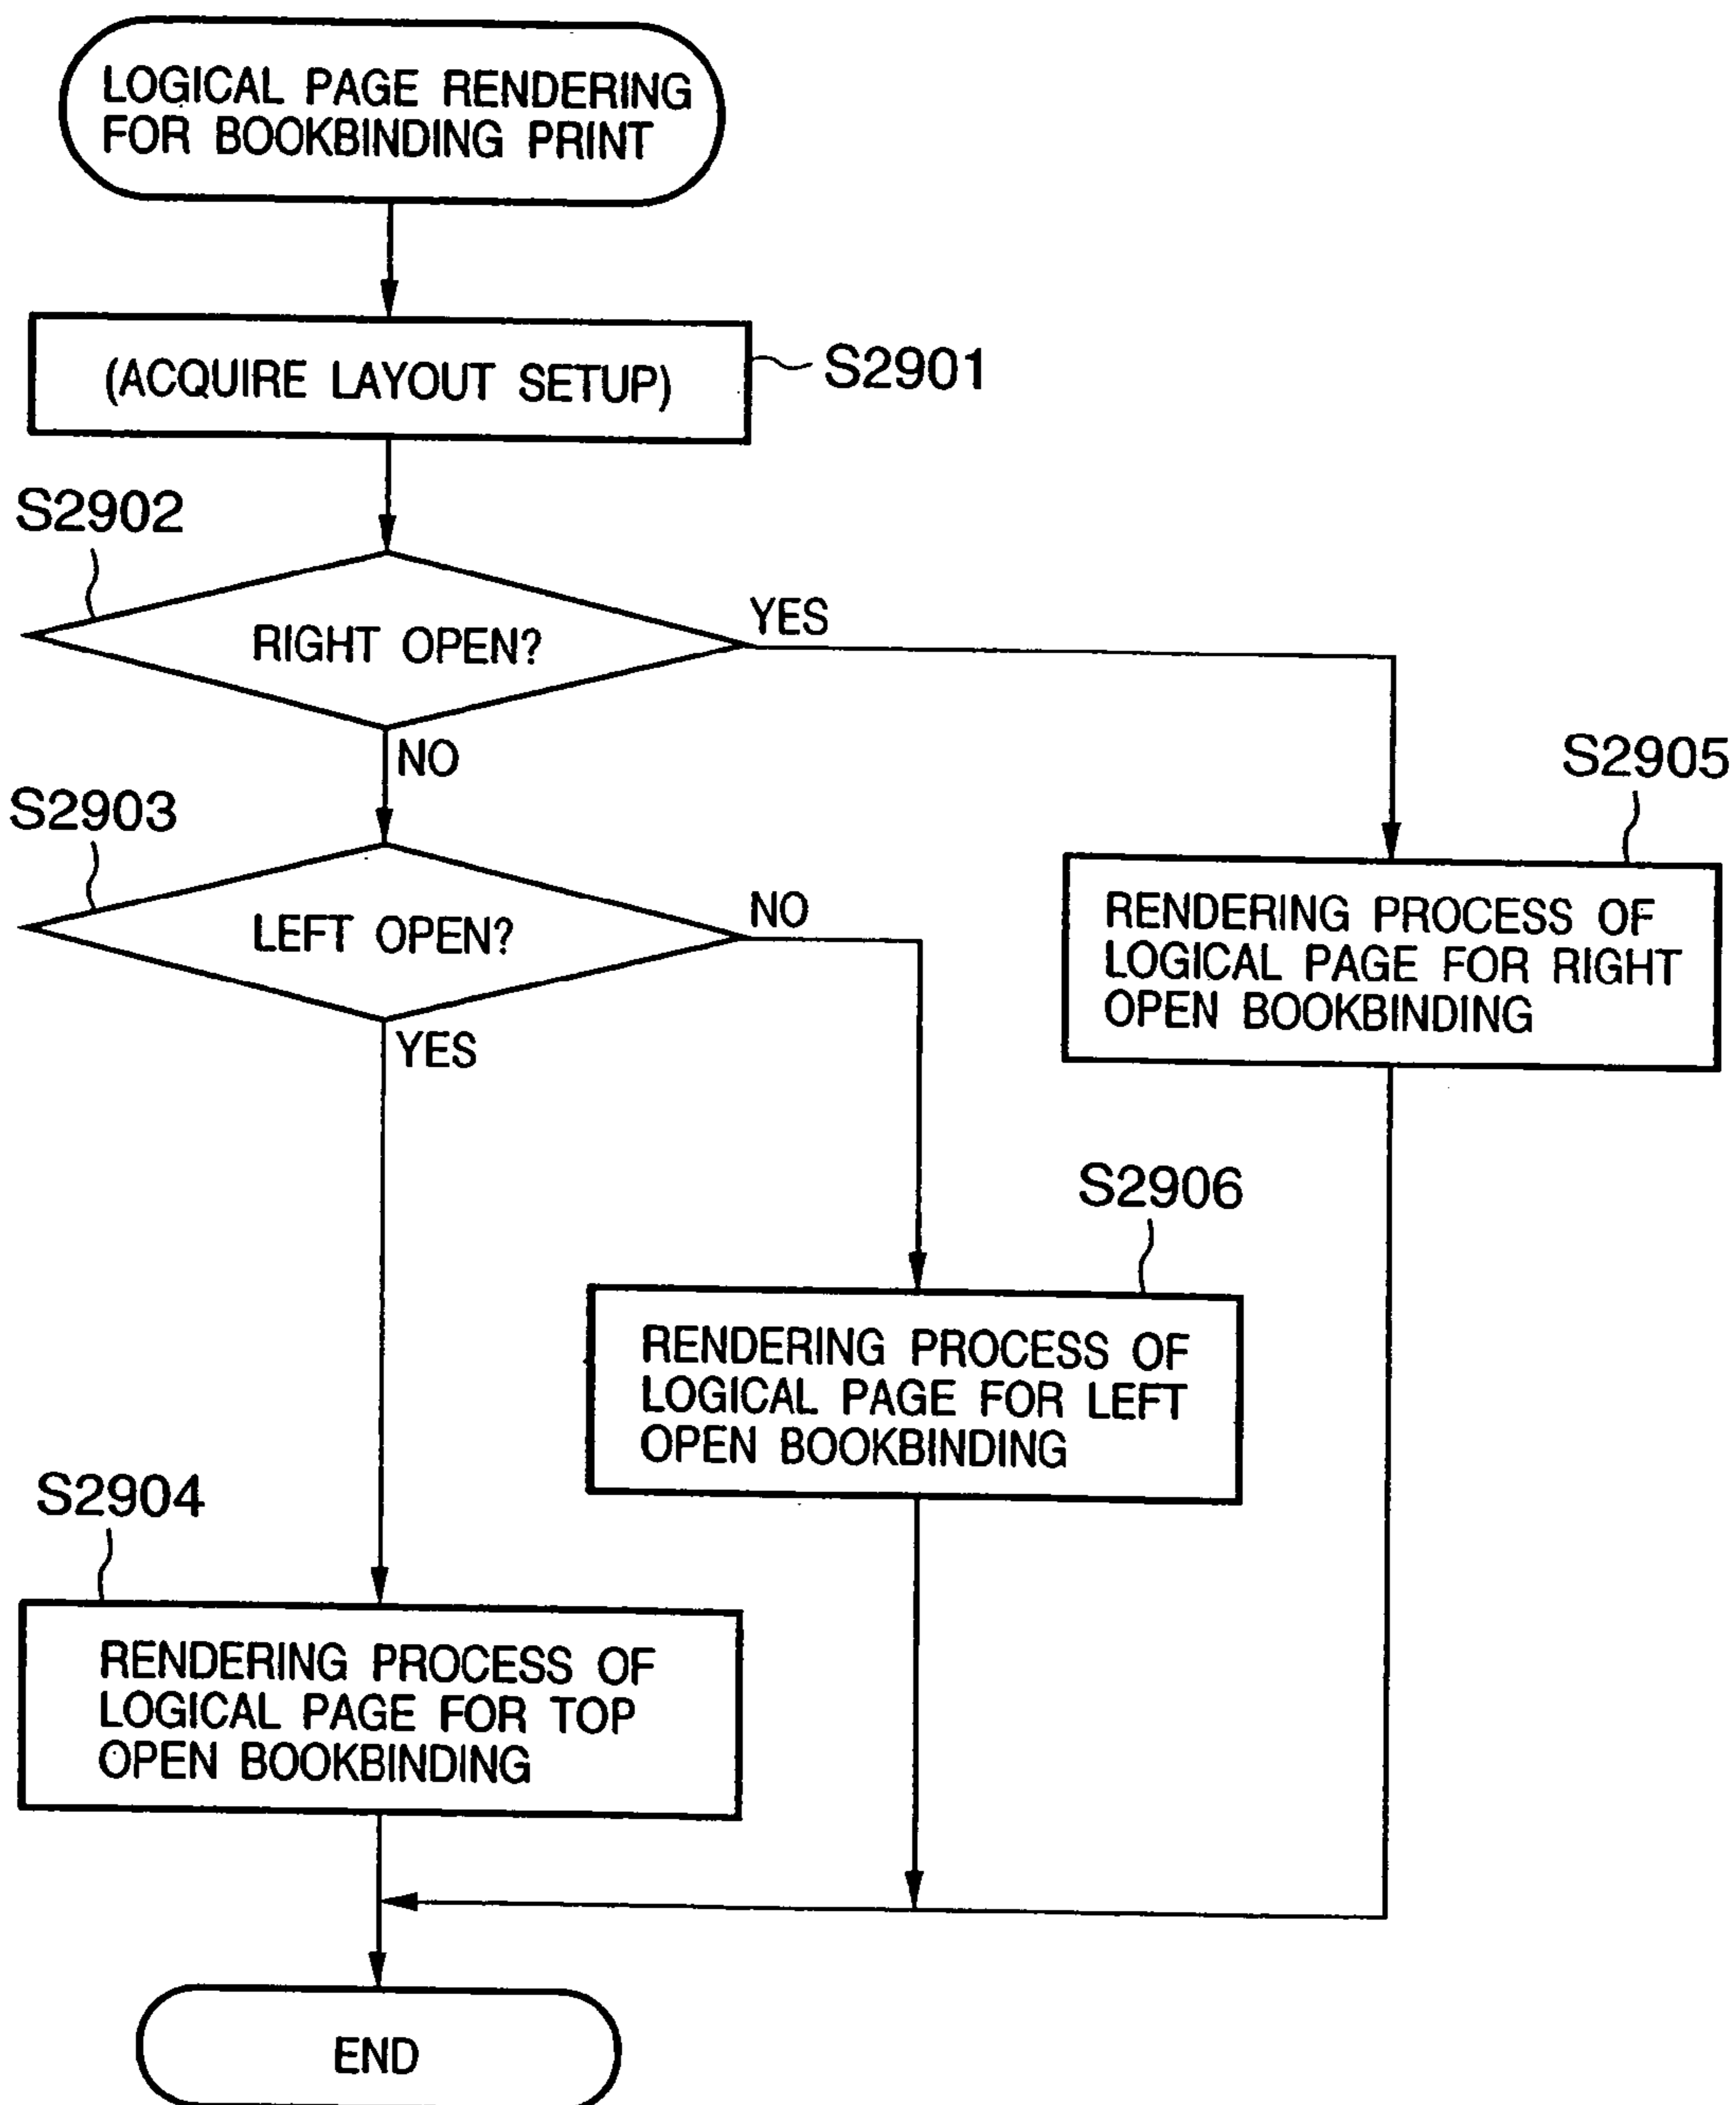 LOGICAL PAGE RENDERING
FOR BOOKBINDING PRINT
(ACQUIRE LAYOUT SETUP)
S2901
S2902
RIGHT OPEN?
YES
NO
S2903
LEFT OPEN?
NO
YES
S2905
RENDERING PROCESS OF
LOGICAL PAGE FOR RIGHT
OPEN BOOKBINDING
S2906
RENDERING PROCESS OF
LOGICAL PAGE FOR LEFT
OPEN BOOKBINDING
S2904
RENDERING PROCESS OF
LOGICAL PAGE FOR TOP
OPEN BOOKBINDING
END